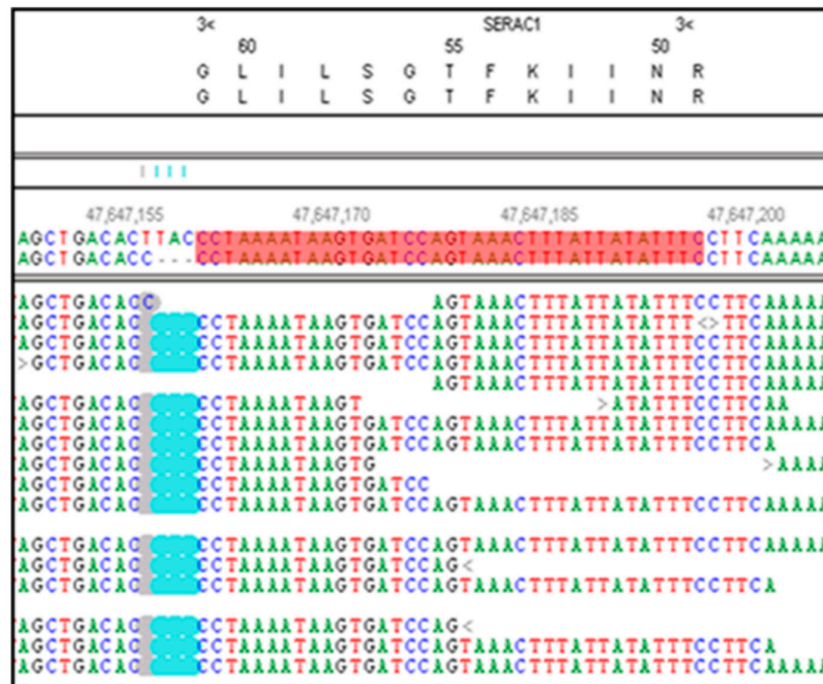 3< SERAC1 3<
60 55 50
G L I L S G T F K I I N R
G L I L S G T F K I I N R
47,647,155 47,647,170 47,647,185 47,647,200
AGCTGACACTTACCCTAAAATAAGTGATCCAGTAAACTTTATTATATTTCCTTCAAAAA
AGCTGACACC---CCTAAAATAAGTGATCCAGTAAACTTTATTATATTTCCTTCAAAAA
AGCTGACACC AGTAAACTTTATTATATTTCCTTCAAAAA
AGCTGACAC CCTAAAATAAGTGATCCAGTAAACTTTATTATATTT<>TTCAAAAA
AGCTGACAC CCTAAAATAAGTGATCCAGTAAACTTTATTATATTTCCTTCAAAAA
>GCTGACAC CCTAAAATAAGTGATCCAGTAAACTTTATTATATTTCCTTCAAAAA
AGTAAACTTTATTATATTTCCTTCAAAAA
AGCTGACAC CCTAAAATAAGT >ATATTTCCTTCAA
AGCTGACAC CCTAAAATAAGTGATCCAGTAAACTTTATTATATTTCCTTCAAAAA
AGCTGACAC CCTAAAATAAGTGATCCAGTAAACTTTATTATATTTCCTTCA
AGCTGACAC CCTAAAATAAGTG >AAAA
AGCTGACAC CCTAAAATAAGTGATCC
AGCTGACAC CCTAAAATAAGTGATCCAGTAAACTTTATTATATTTCCTTCAAAAA
AGCTGACAC CCTAAAATAAGTGATCCAGTAAACTTTATTATATTTCCTTCAAAAA
AGCTGACAC CCTAAAATAAGTGATCCAG<
AGCTGACAC CCTAAAATAAGTGATCCAGTAAACTTTATTATATTTCCTTCA
AGCTGACAC CCTAAAATAAGTGATCCAG<
AGCTGACAC CCTAAAATAAGTGATCCAGTAAACTTTATTATATTTCCTTCA
AGCTGACAC CCTAAAATAAGTGATCCAGTAAACTTTATTATATTTCCTTCAAAAA